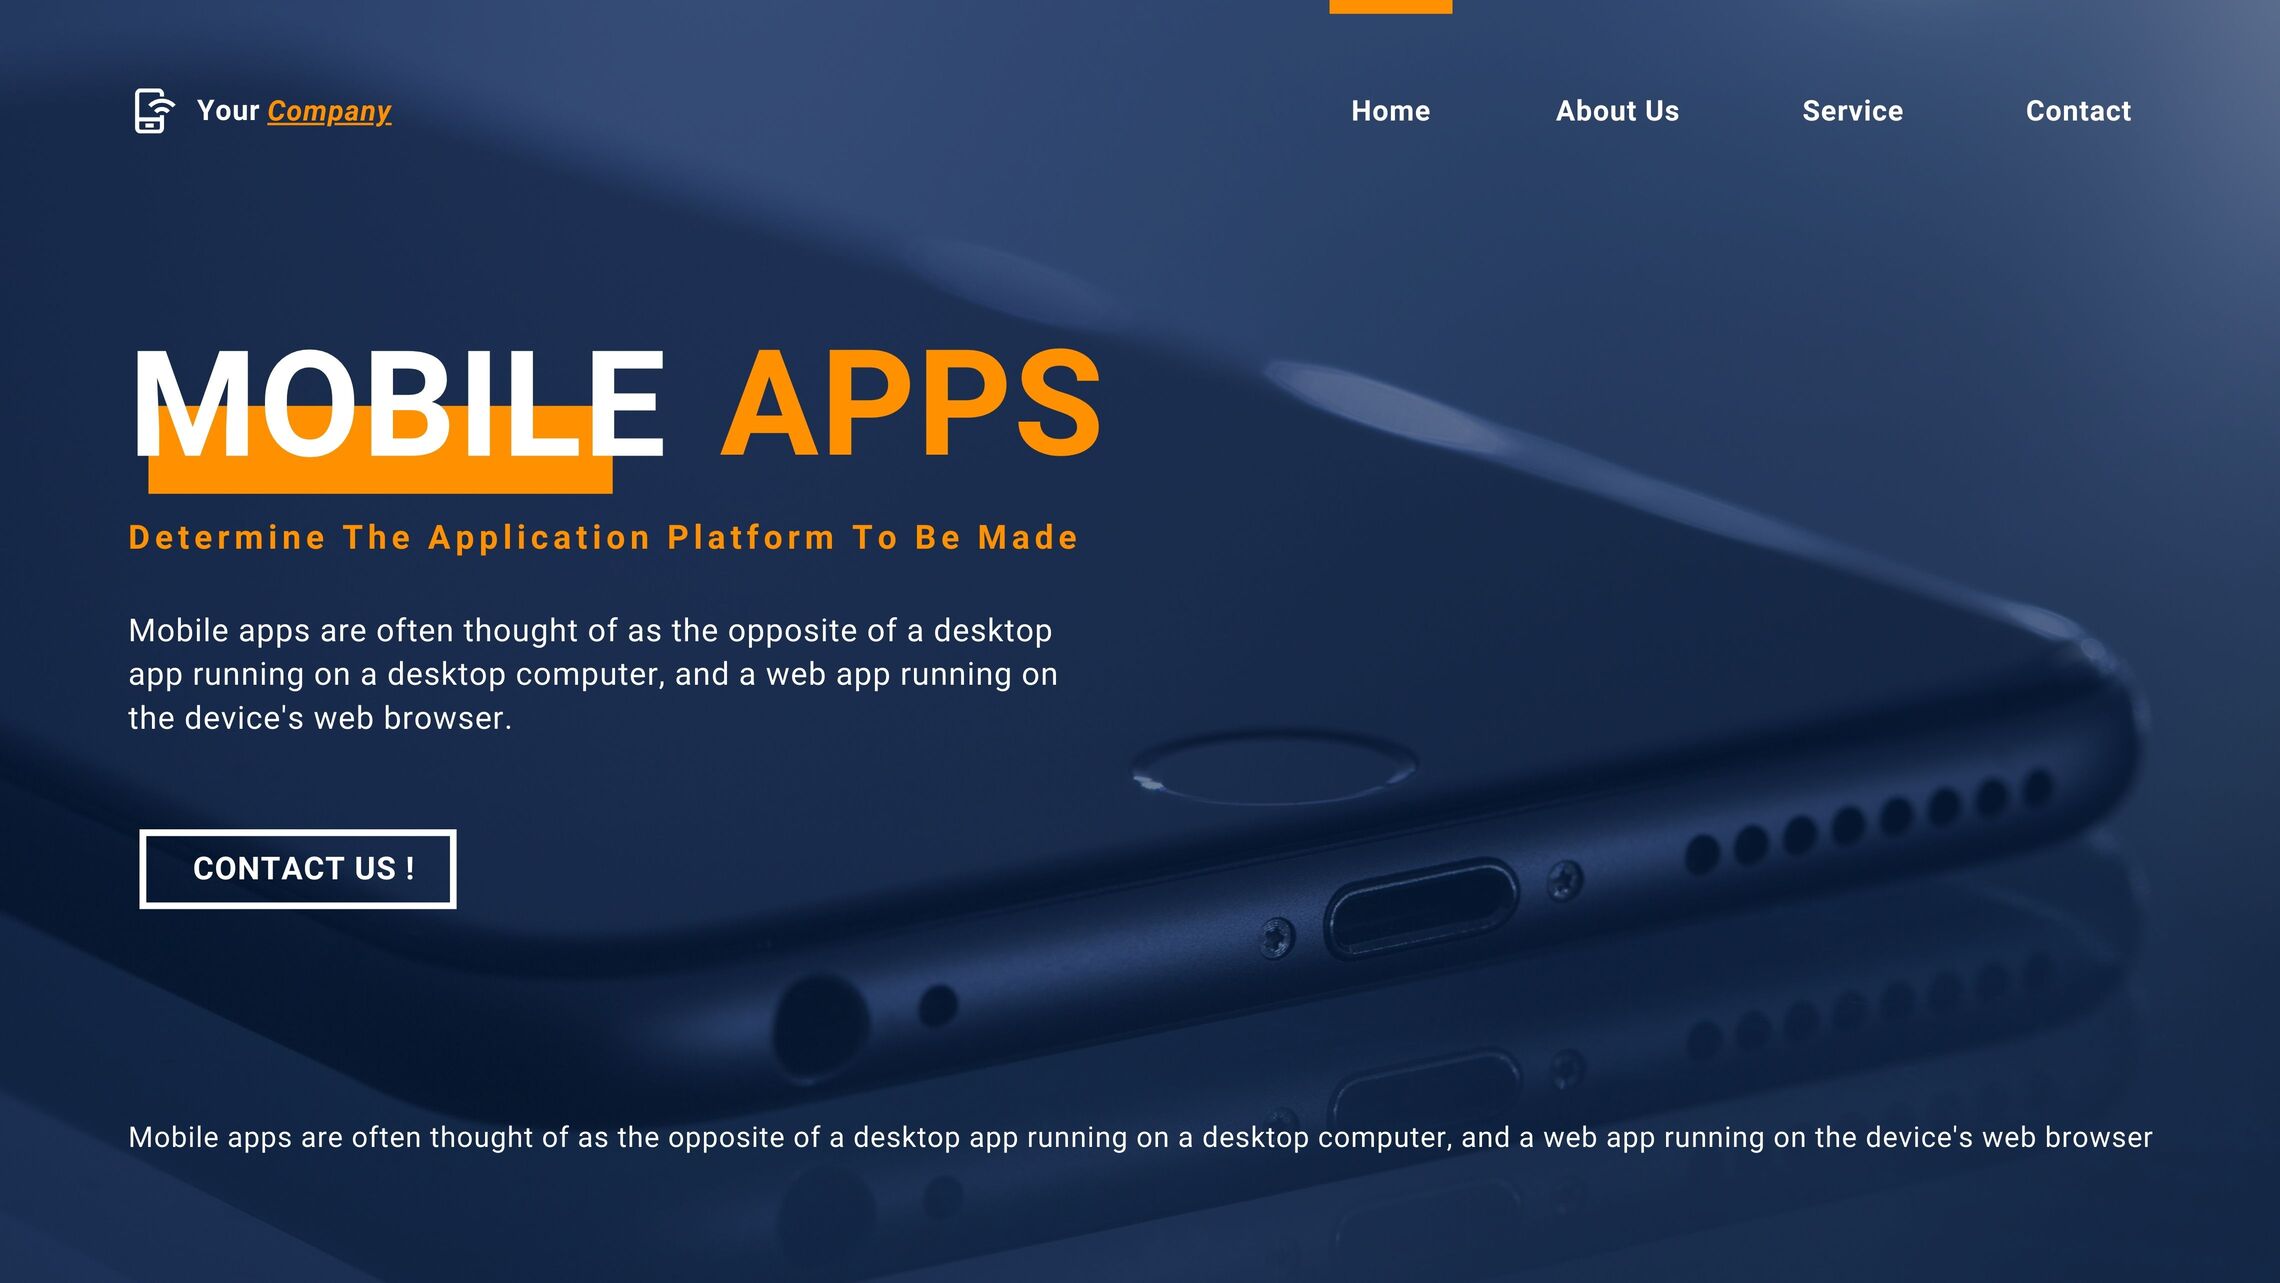 Your Company
Home About Us Service Contact
MOBILE APPS
Determine The Application Platform To Be Made
Mobile apps are often thought of as the opposite of a desktop
app running on a desktop computer, and a web app running on
the device's web browser.
CONTACT US !
Mobile apps are often thought of as the opposite of a desktop app running on a desktop computer, and a web app running on the device's web browser